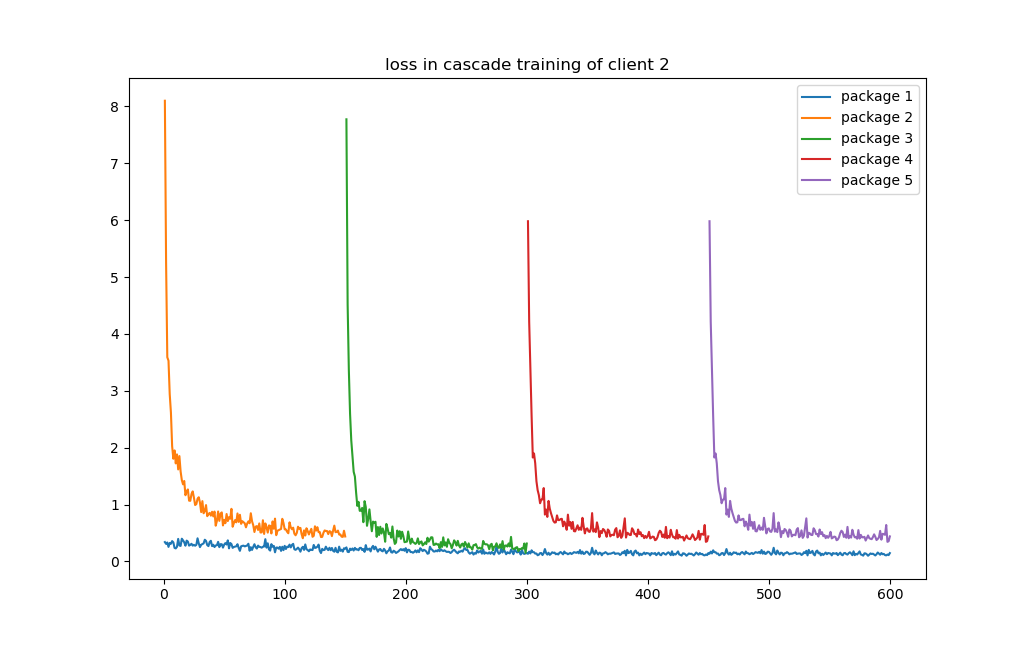 loss in cascade training of client 2
package 1
package 2
package 3
package 4
package 5
8
7
6
5
4
3
2
1
0
0 100 200 300 400 500 600